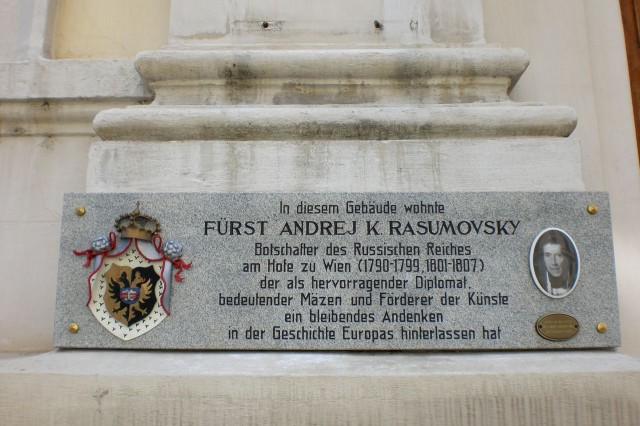 In diesem Gebäude wohnte
FÜRST ANDREJ K. RASUMOVSKY
Botschafter des Russischen Reiches
am Hofe zu Wien (1790-1799, 1801-1807)
der als hervorragender Diplomat,
bedeutender Mäzen und Förderer der Künste
ein bleibendes Andenken
in der Geschichte Europas hinterlassen hat